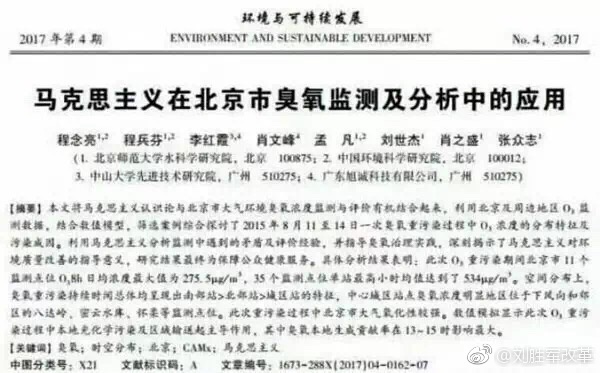 环境与可持续发展
2017 年第 4 期 ENVIRONMENT AND SUSTAINABLE DEVELOPMENT No. 4, 2017
马克思主义在北京市臭氧监测及分析中的应用
程念亮1,2 程兵芬1,2 李红霞3,4 肖文峰4 孟 凡1,2 刘世杰1 肖之盛1 张众志1
(1. 北京师范大学水科学研究院, 北京 100875; 2. 中国环境科学研究院, 北京 100012;
3. 中山大学先进技术研究院, 广州 510275; 4. 广东旭诚科技有限公司, 广州 510275)
【摘要】本文将马克思主义认识论与北京市大气环境臭氧浓度监测与评价有机结合起来, 利用北京及周边地区 O3 监
测数据, 结合数值模型, 筛选案例综合探讨了 2015 年 8 月 11 至 14 日一次臭氧重污染过程中 O3 浓度的分布特征及
污染成因。利用马克思主义分析监测中遇到的矛盾及评价经验, 并指导臭氧治理实践, 深刻揭示了马克思主义对环
境质量改善的指导意义, 研究结果最终为保障公众健康服务。具体分析结果表明: 此次 O3 重污染期间北京市 11 个
监测点位 O38h 日均浓度最大值为 275.5μg/m3, 35 个监测点位单站最高小时均值达到了 534μg/m3。空间分布上,
臭氧重污染持续时间总体均呈现出南部站>北部站>城区站的特征, 中心城区站点臭氧浓度明显地区位于下风向和郊
区的八达岭, 密云水库、怀柔等监测点位。此次重污染过程中北京市大气氧化性较强。数值模拟显示此次 O3 重
污染过程中本地光化学污染及区域输送起主导作用, 其中臭氧本地生成贡献率在 13~15 时影响最大。
【关键词】臭氧; 时空分布; 北京; CAMx; 马克思主义
中图分类号: X21 文献标识码: A 文章编号: 1673-288X(2017)04-0162-07
@刘胜军改革